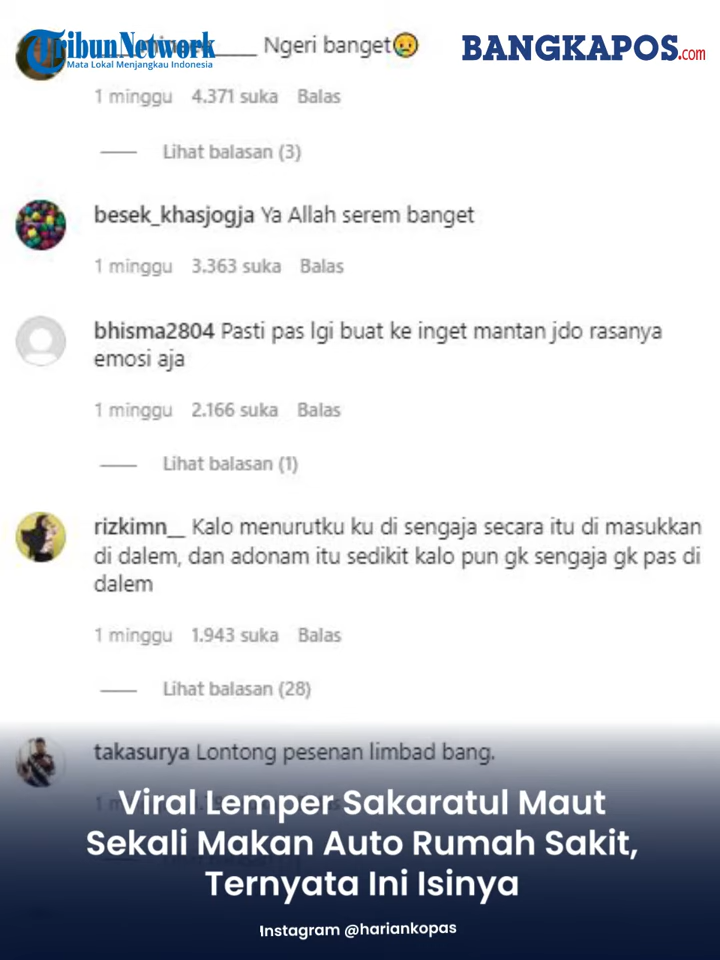 TribunNetwork
Mata Lokal Menjangkau Indonesia
BANGKAPOS.com
Ngeri banget😢
1 minggu 4.371 suka Balas
Lihat balasan (3)
besek_khasjogja Ya Allah serem banget
1 minggu 3.363 suka Balas
bhisma2804 Pasti pas lgi buat ke inget mantan jdo rasanya
emosi aja
1 minggu 2.166 suka Balas
Lihat balasan (1)
rizkimn__ Kalo menurutku ku di sengaja secara itu di masukkan
di dalem, dan adonam itu sedikit kalo pun gk sengaja gk pas di
dalem
1 minggu 1.943 suka Balas
Lihat balasan (28)
takasurya Lontong pesenan limbad bang.
Viral Lemper Sakaratul Maut
Sekali Makan Auto Rumah Sakit,
Ternyata Ini Isinya
Instagram @hariankopas